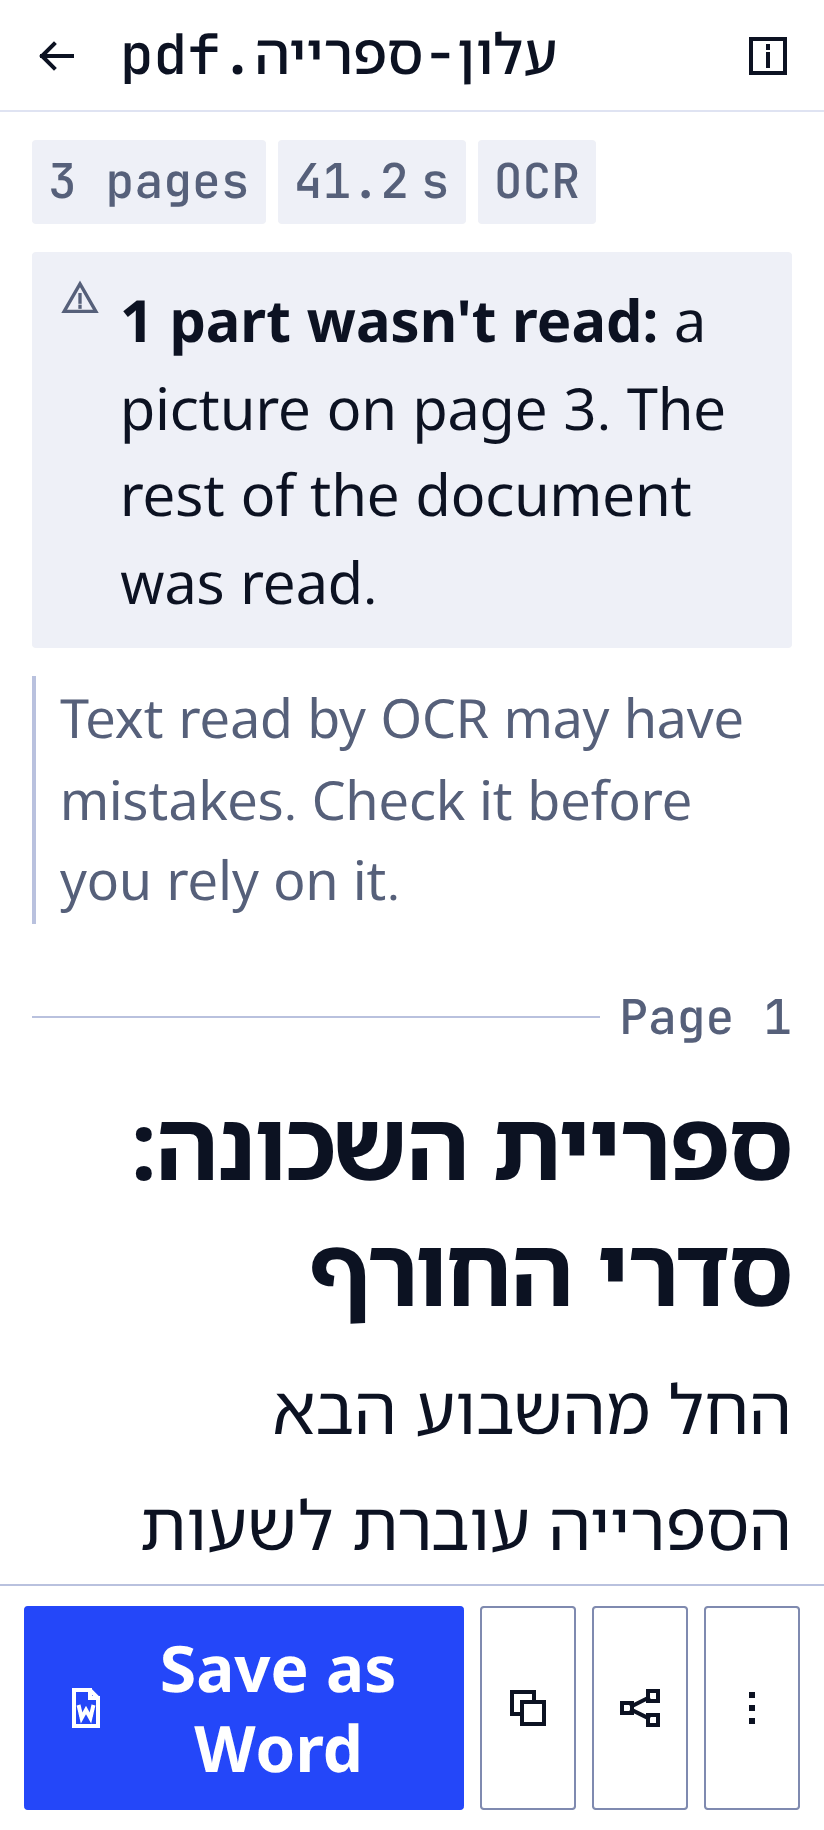 עלון-ספרייה.pdf
3 pages
41.2 s
OCR
1 part wasn't read: a
picture on page 3. The
rest of the document
was read.
Text read by OCR may have
mistakes. Check it before
you rely on it.
Page 1
ספריית השכונה:
סדרי החורף
החל מהשבוע הבא
הספרייה עוברת לשעות
Save as
Word